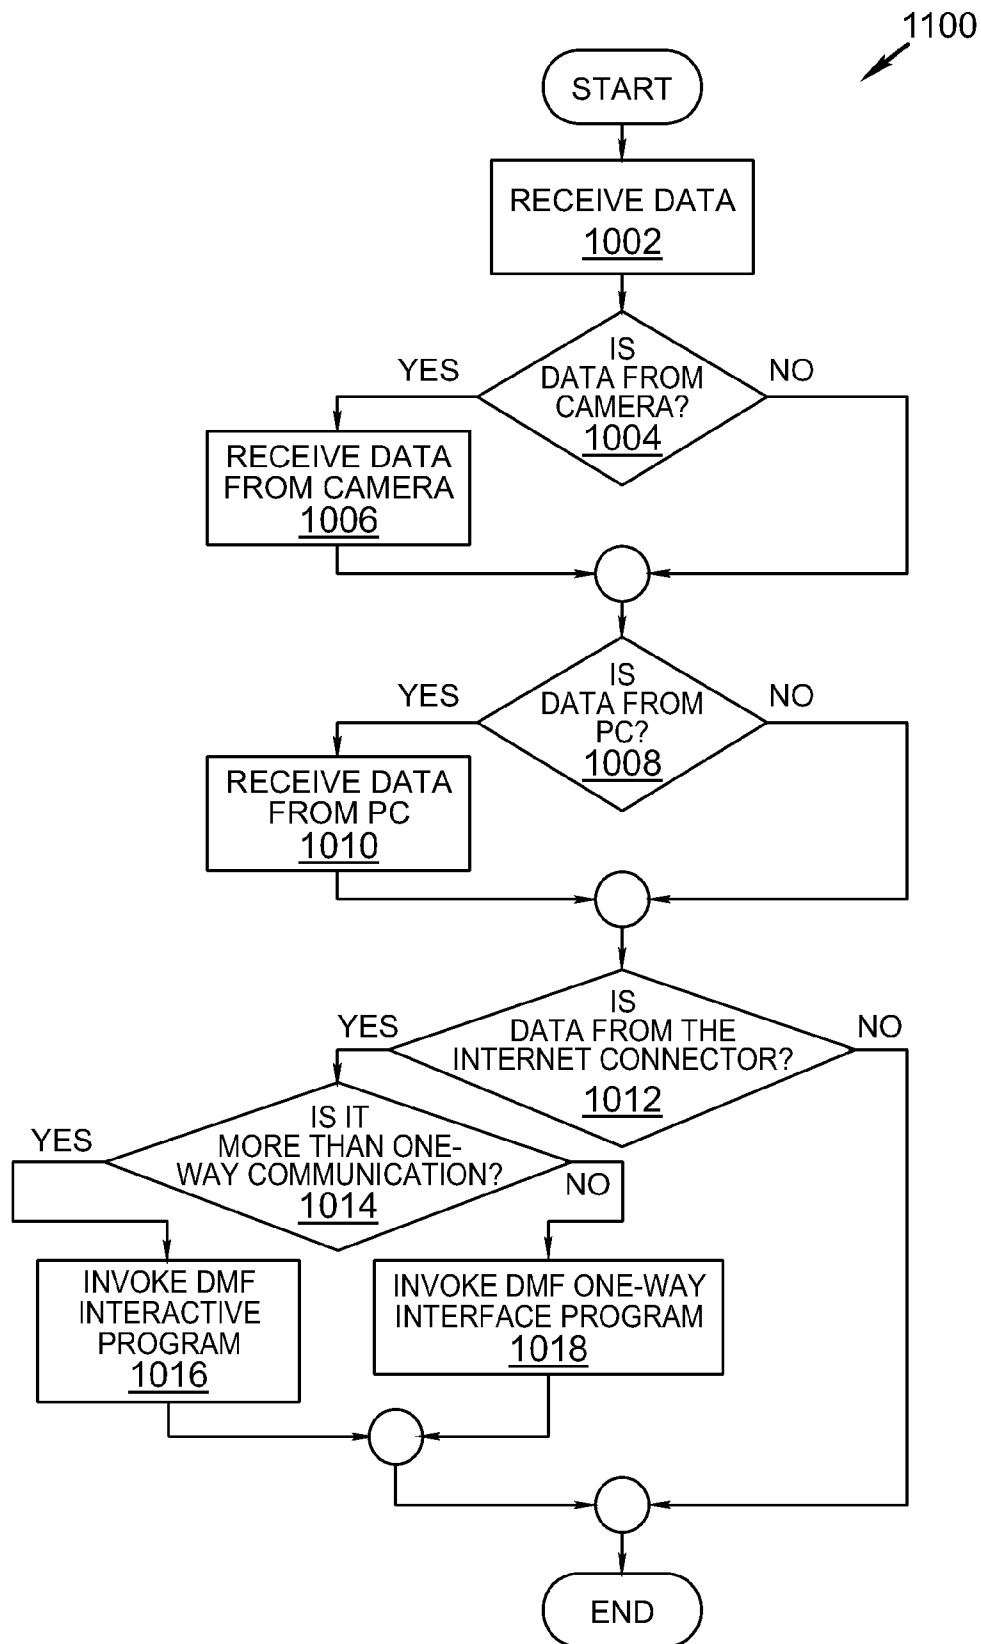 1100
START
RECEIVE DATA
1002
IS
DATA FROM
CAMERA?
1004
YES
NO
RECEIVE DATA
FROM CAMERA
1006
IS
DATA FROM
PC?
1008
YES
NO
RECEIVE DATA
FROM PC
1010
IS
DATA FROM THE
INTERNET CONNECTOR?
1012
YES
NO
IS IT
MORE THAN ONE-
WAY COMMUNICATION?
1014
YES
NO
INVOKE DMF
INTERACTIVE
PROGRAM
1016
INVOKE DMF ONE-WAY
INTERFACE PROGRAM
1018
END